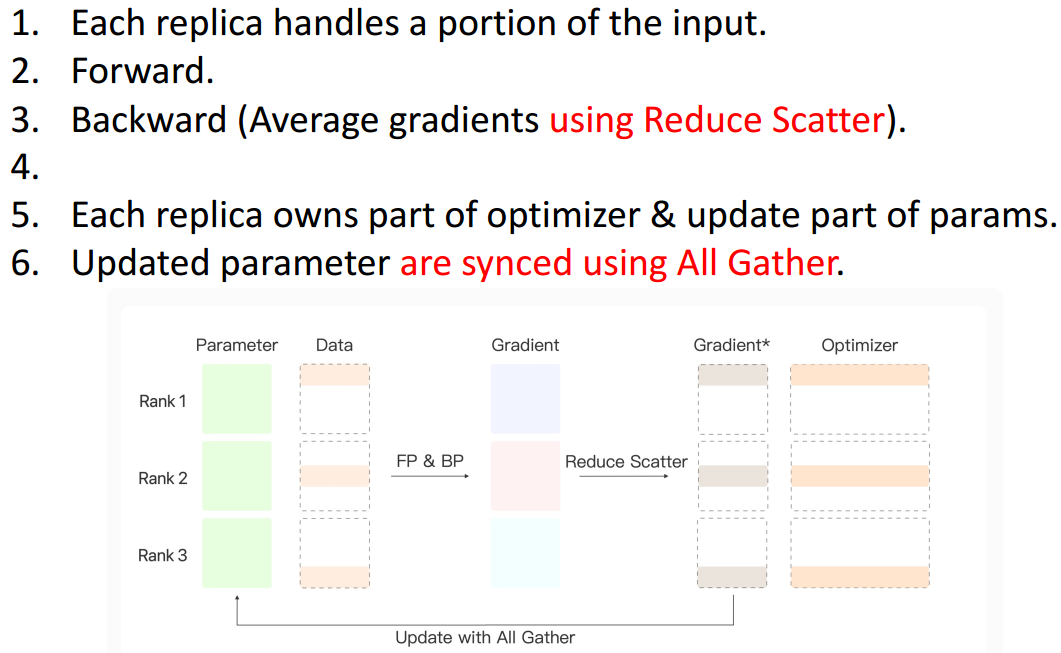 1. Each replica handles a portion of the input.
2. Forward.
3. Backward (Average gradients using Reduce Scatter).
4.
5. Each replica owns part of optimizer & update part of params.
6. Updated parameter are synced using All Gather.
Parameter Data Gradient Gradient* Optimizer
Rank 1
FP & BP Reduce Scatter
Rank 2
Rank 3
Update with All Gather